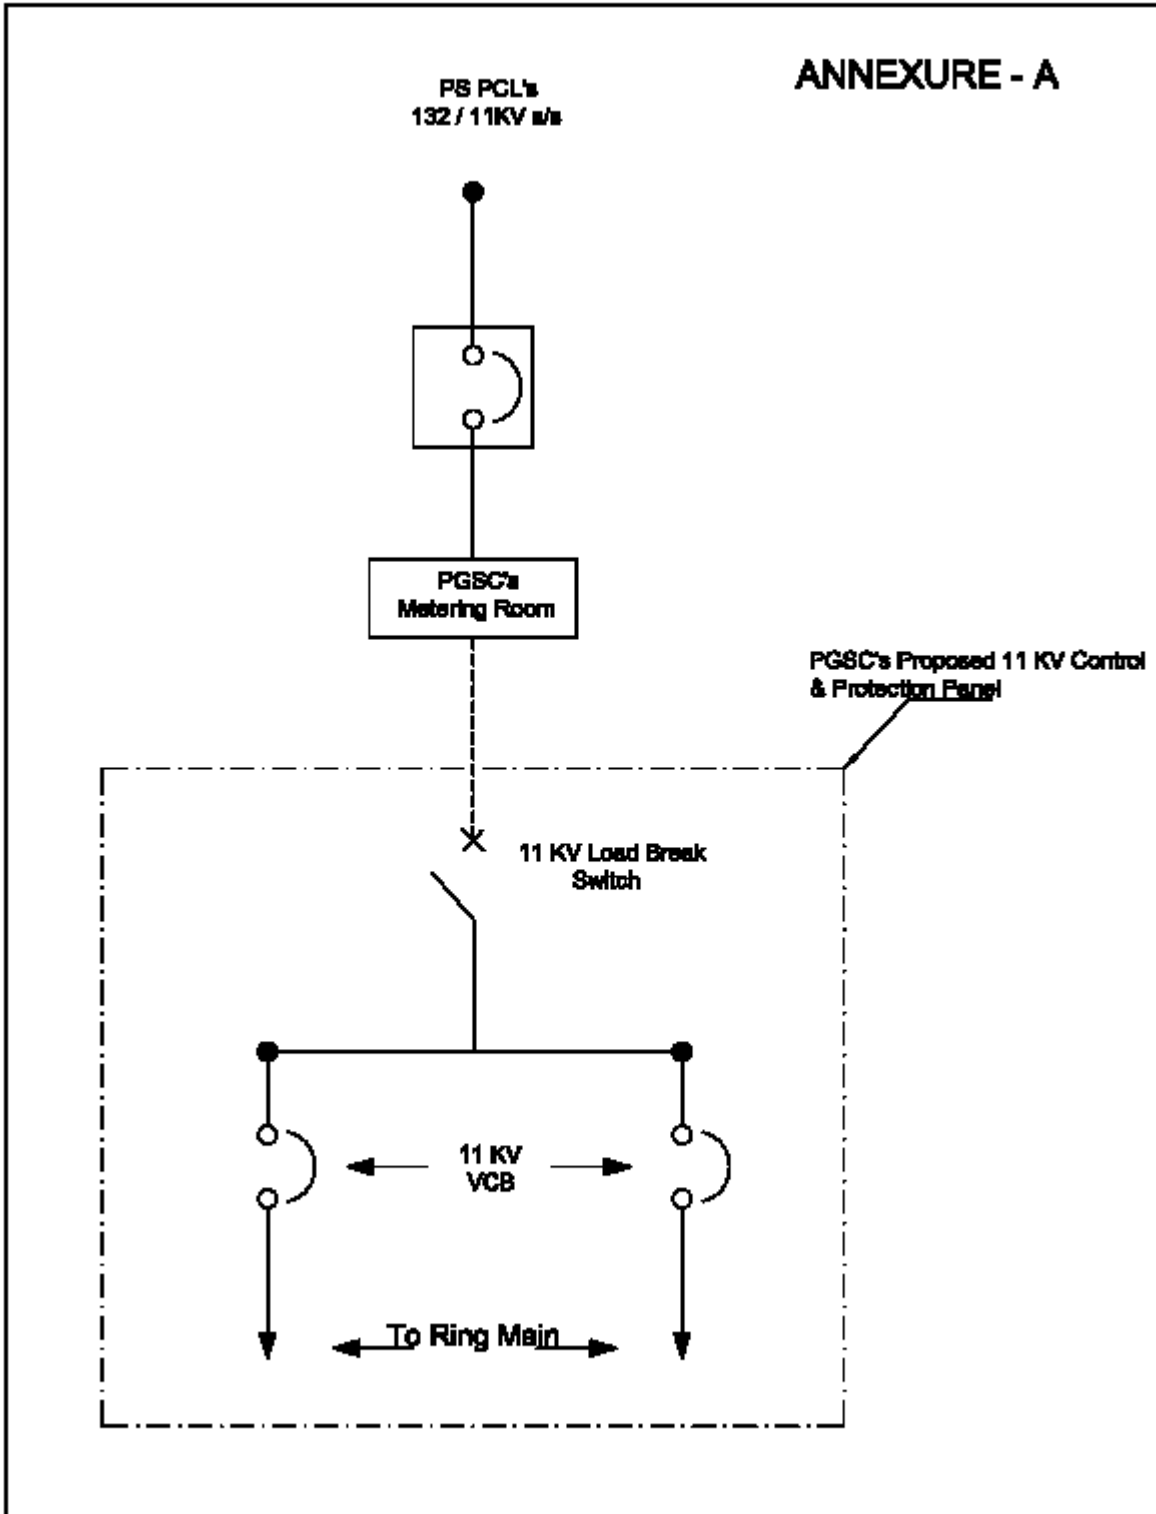 ANNEXURE - A
PS PCL's
132 / 11KV s/s
PGSC's
Metering Room
PGSC's Proposed 11 KV Control
& Protection Panel
11 KV Load Break
Switch
11 KV
VCB
To Ring Main